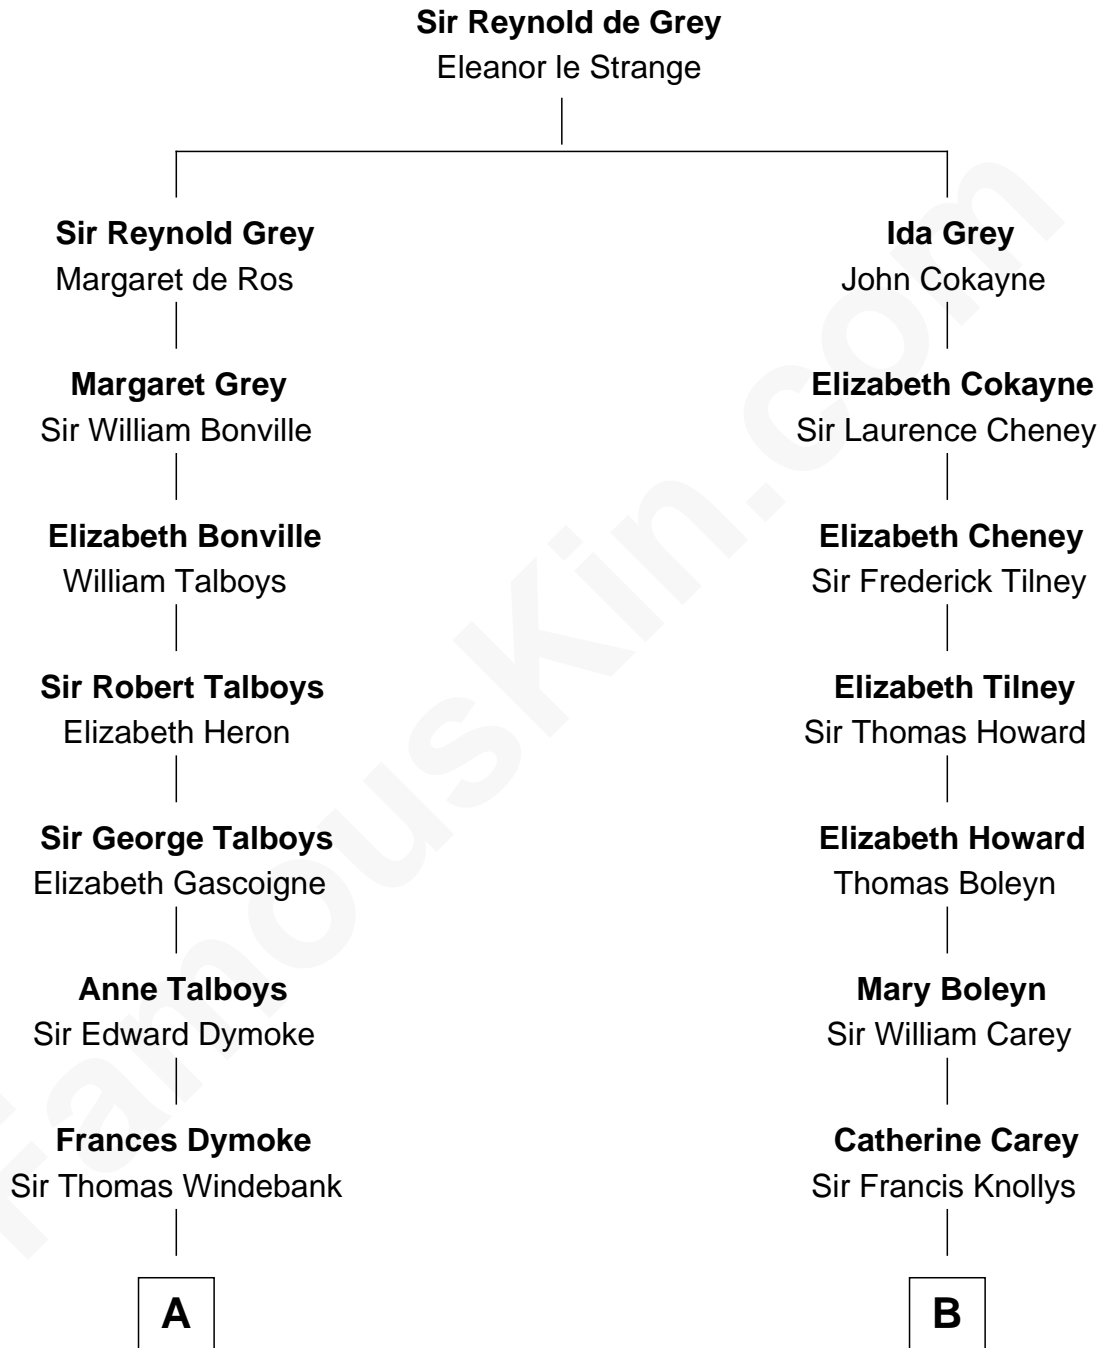 Sir Reynold de Grey
Eleanor le Strange
Sir Reynold Grey
Margaret de Ros
Ida Grey
John Cokayne
Margaret Grey
Sir William Bonville
Elizabeth Cokayne
Sir Laurence Cheney
Elizabeth Bonville
William Talboys
Elizabeth Cheney
Sir Frederick Tilney
Sir Robert Talboys
Elizabeth Heron
Elizabeth Tilney
Sir Thomas Howard
Sir George Talboys
Elizabeth Gascoigne
Elizabeth Howard
Thomas Boleyn
Anne Talboys
Sir Edward Dymoke
Mary Boleyn
Sir William Carey
Frances Dymoke
Sir Thomas Windebank
Catherine Carey
Sir Francis Knollys
A
B
FamousKin.com